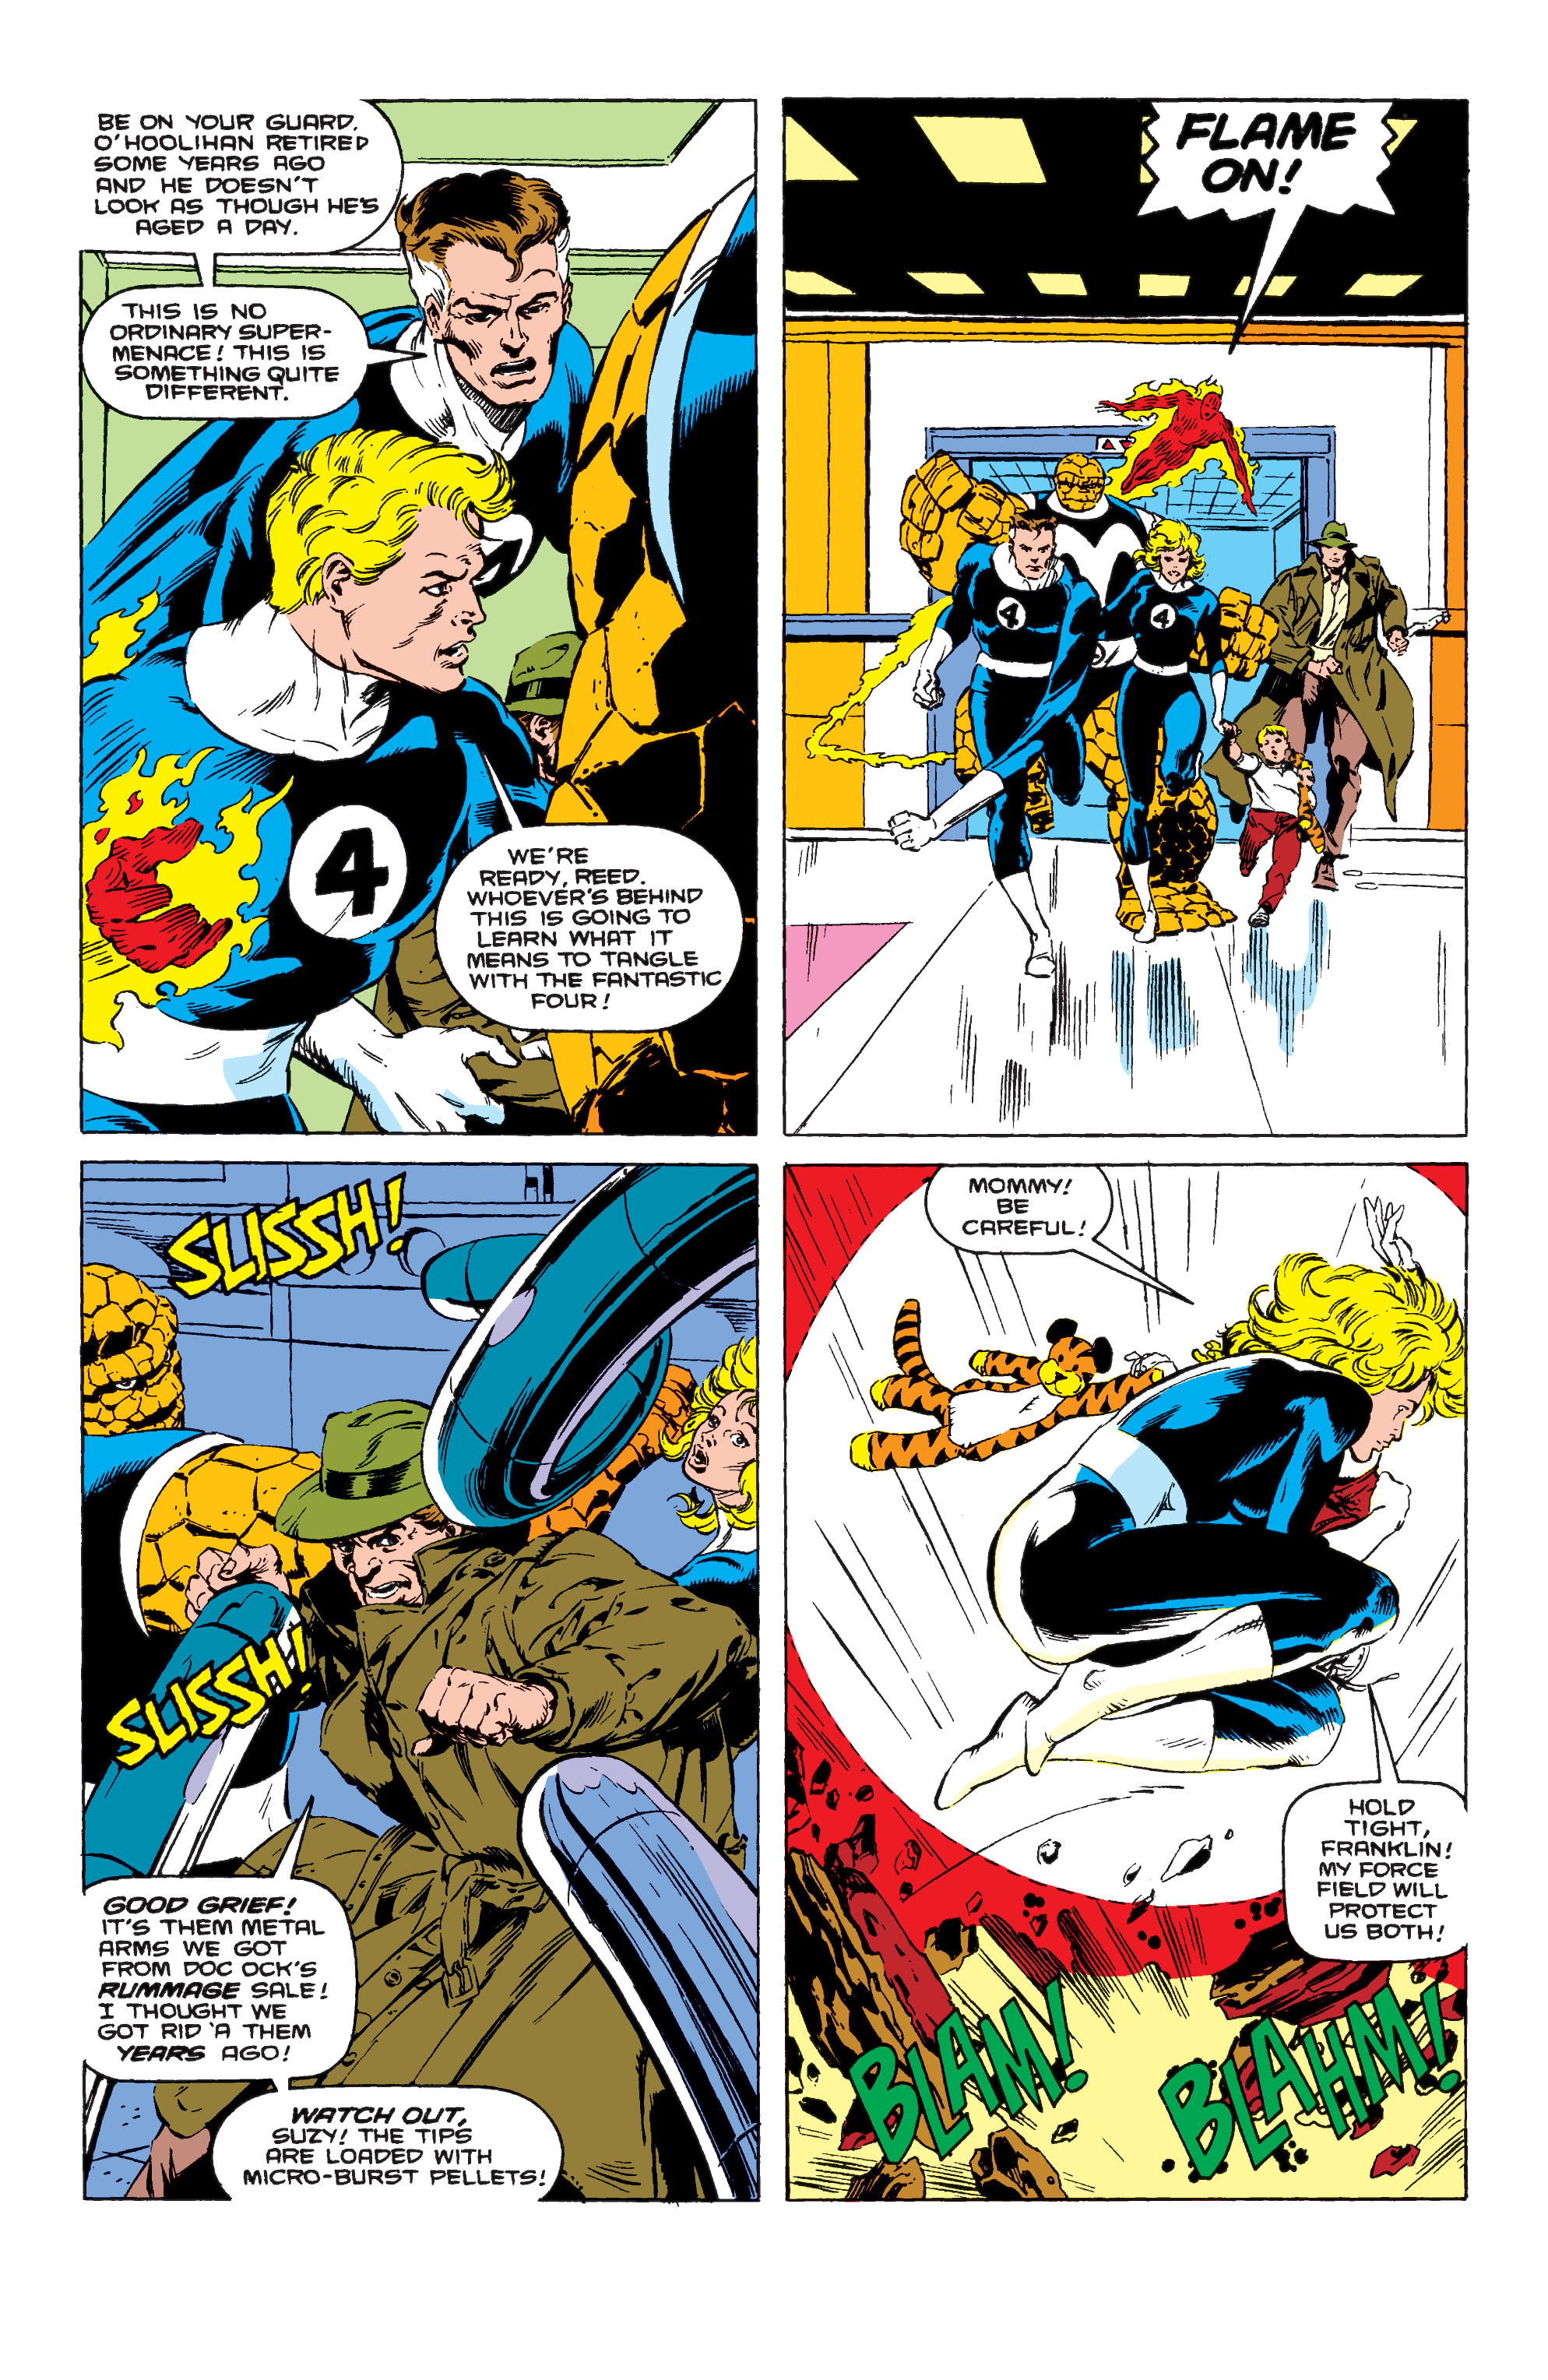 BE ON YOUR GUARD.
O'HOOLIHAN RETIRED
SOME YEARS AGO
AND HE DOESN'T
LOOK AS THOUGH HE'S
AGED A DAY.
THIS IS NO
ORDINARY SUPER-
MENACE! THIS IS
SOMETHING QUITE
DIFFERENT.
4
4
WE'RE
READY, REED.
WHOEVER'S BEHIND
THIS IS GOING TO
LEARN WHAT IT
MEANS TO TANGLE
WITH THE FANTASTIC
FOUR!
FLAME
ON!
4
4
SLISSH!
SLISSH!
GOOD GRIEF!
IT'S THEM METAL
ARMS WE GOT
FROM DOC OCK'S
RUMMAGE SALE!
I THOUGHT WE
GOT RID 'A THEM
YEARS AGO!
WATCH OUT,
SUZY! THE TIPS
ARE LOADED WITH
MICRO-BURST PELLETS!
MOMMY!
BE
CAREFUL!
HOLD
TIGHT,
FRANKLIN!
MY FORCE
FIELD WILL
PROTECT
US BOTH!
BLAM!
BLAHM!